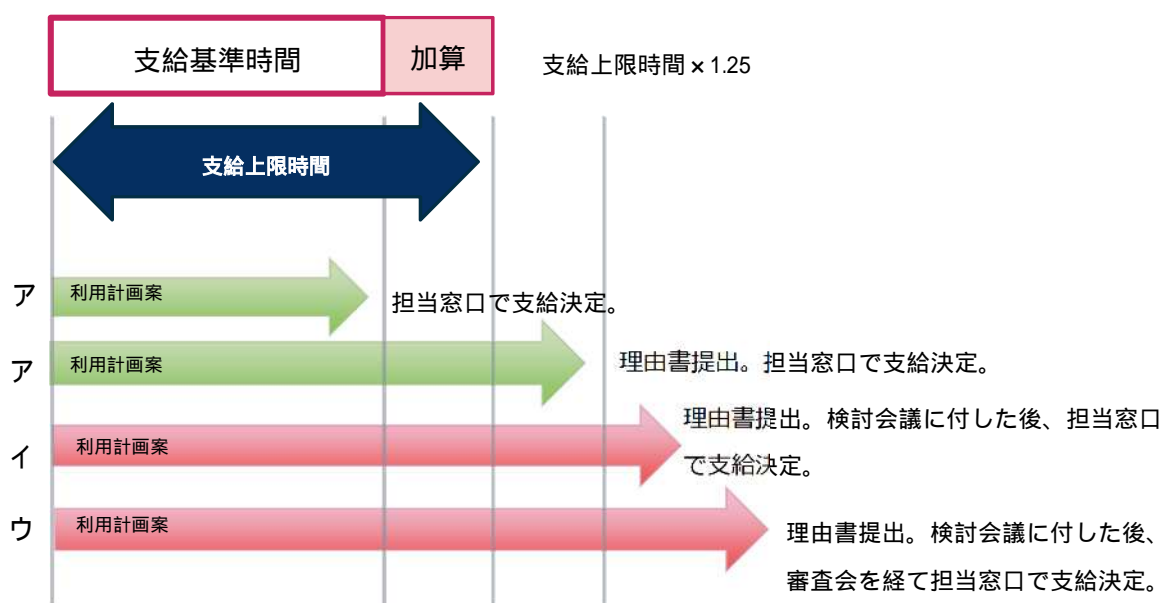 支給基準時間
加算
支給上限時間×1.25
支給上限時間
ア
利用計画案
担当窓口で支給決定。
ア
利用計画案
理由書提出。担当窓口で支給決定。
イ
利用計画案
理由書提出。検討会議に付した後、担当窓口
で支給決定。
ウ
利用計画案
理由書提出。検討会議に付した後、
審査会を経て担当窓口で支給決定。